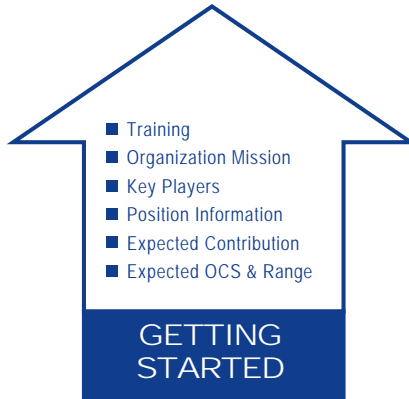 Training
Organization Mission
Key Players
Position Information
Expected Contribution
Expected OCS & Range
GETTING
STARTED